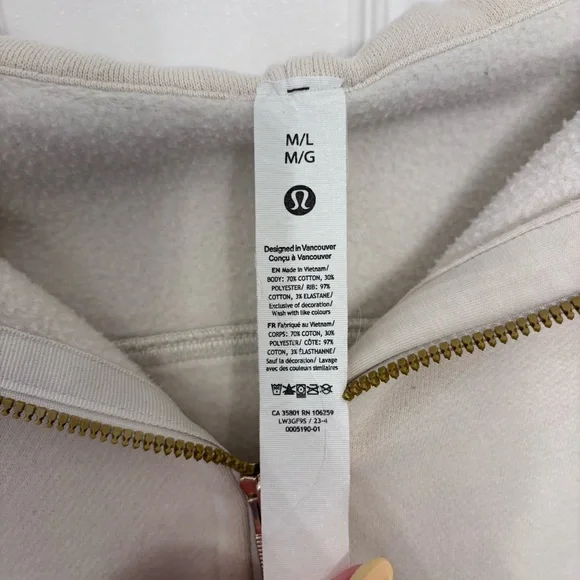 M/L
M/G
Designed in Vancouver
Conçu à Vancouver
EN Made in Vietnam/
BODY: 70% COTTON, 30%
POLYESTER/ RIB: 97%
COTTON, 3% ELASTANE/
Exclusive of decoration/
Wash with like colours
FR Fabriqué au Vietnam/
CORPS: 70% COTON, 30%
POLYESTER/ CÔTE: 97%
COTON, 3% ÉLASTHANNE/
Sauf la décoration/ Lavage
avec des couleurs similaires
CA 35801 RN 106259
LW3GF9S / 23-4
0005190-01